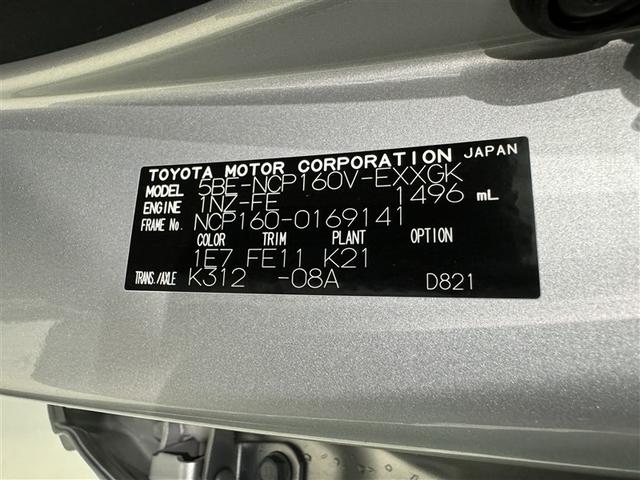 TOYOTA MOTOR CORPORATION JAPAN
MODEL 5BE-NCP160V-EXXGK
ENGINE 1NZ-FE 1496 mL
FRAME No. NCP160-0169141
COLOR TRIM PLANT OPTION
1E7 FE11 K21
TRANS./AXLE K312 -08A D821